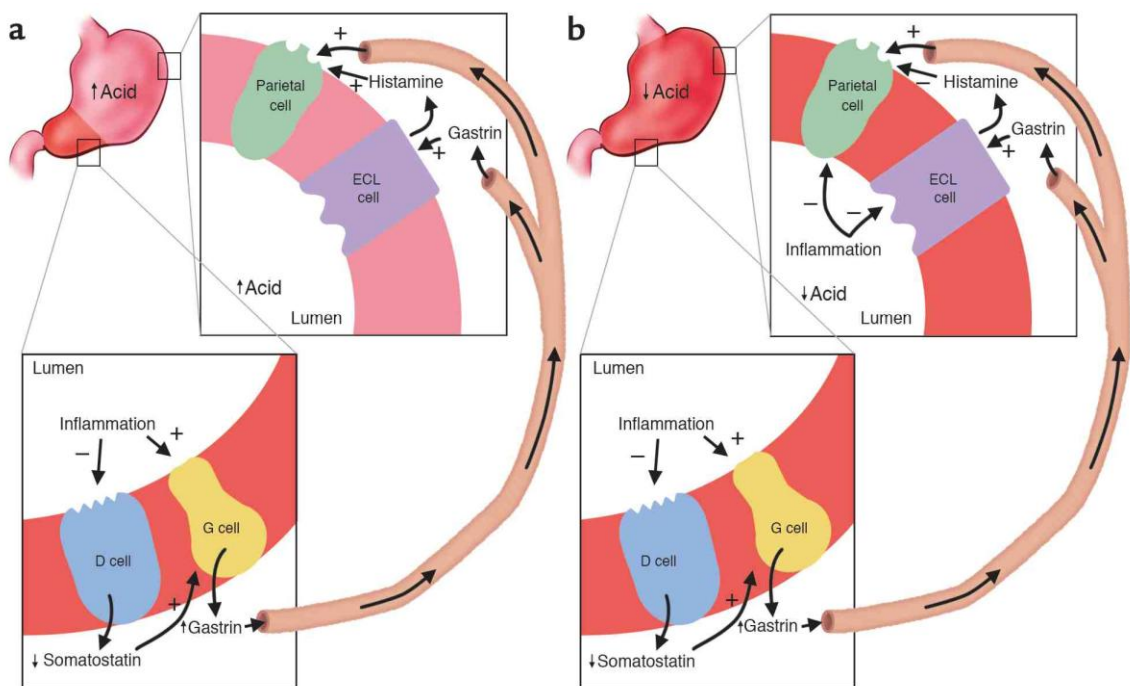 a
↑Acid
Parietal
cell
+
+
Histamine
Gastrin
+
ECL
cell
↑Acid
Lumen
Lumen
Inflammation
−
+
D cell
G cell
+
↑Gastrin
↓ Somatostatin
b
↓Acid
Parietal
cell
+
−
Histamine
Gastrin
+
ECL
cell
−
−
Inflammation
↓Acid
Lumen
Lumen
Inflammation
−
+
D cell
G cell
+
↑Gastrin
↓ Somatostatin